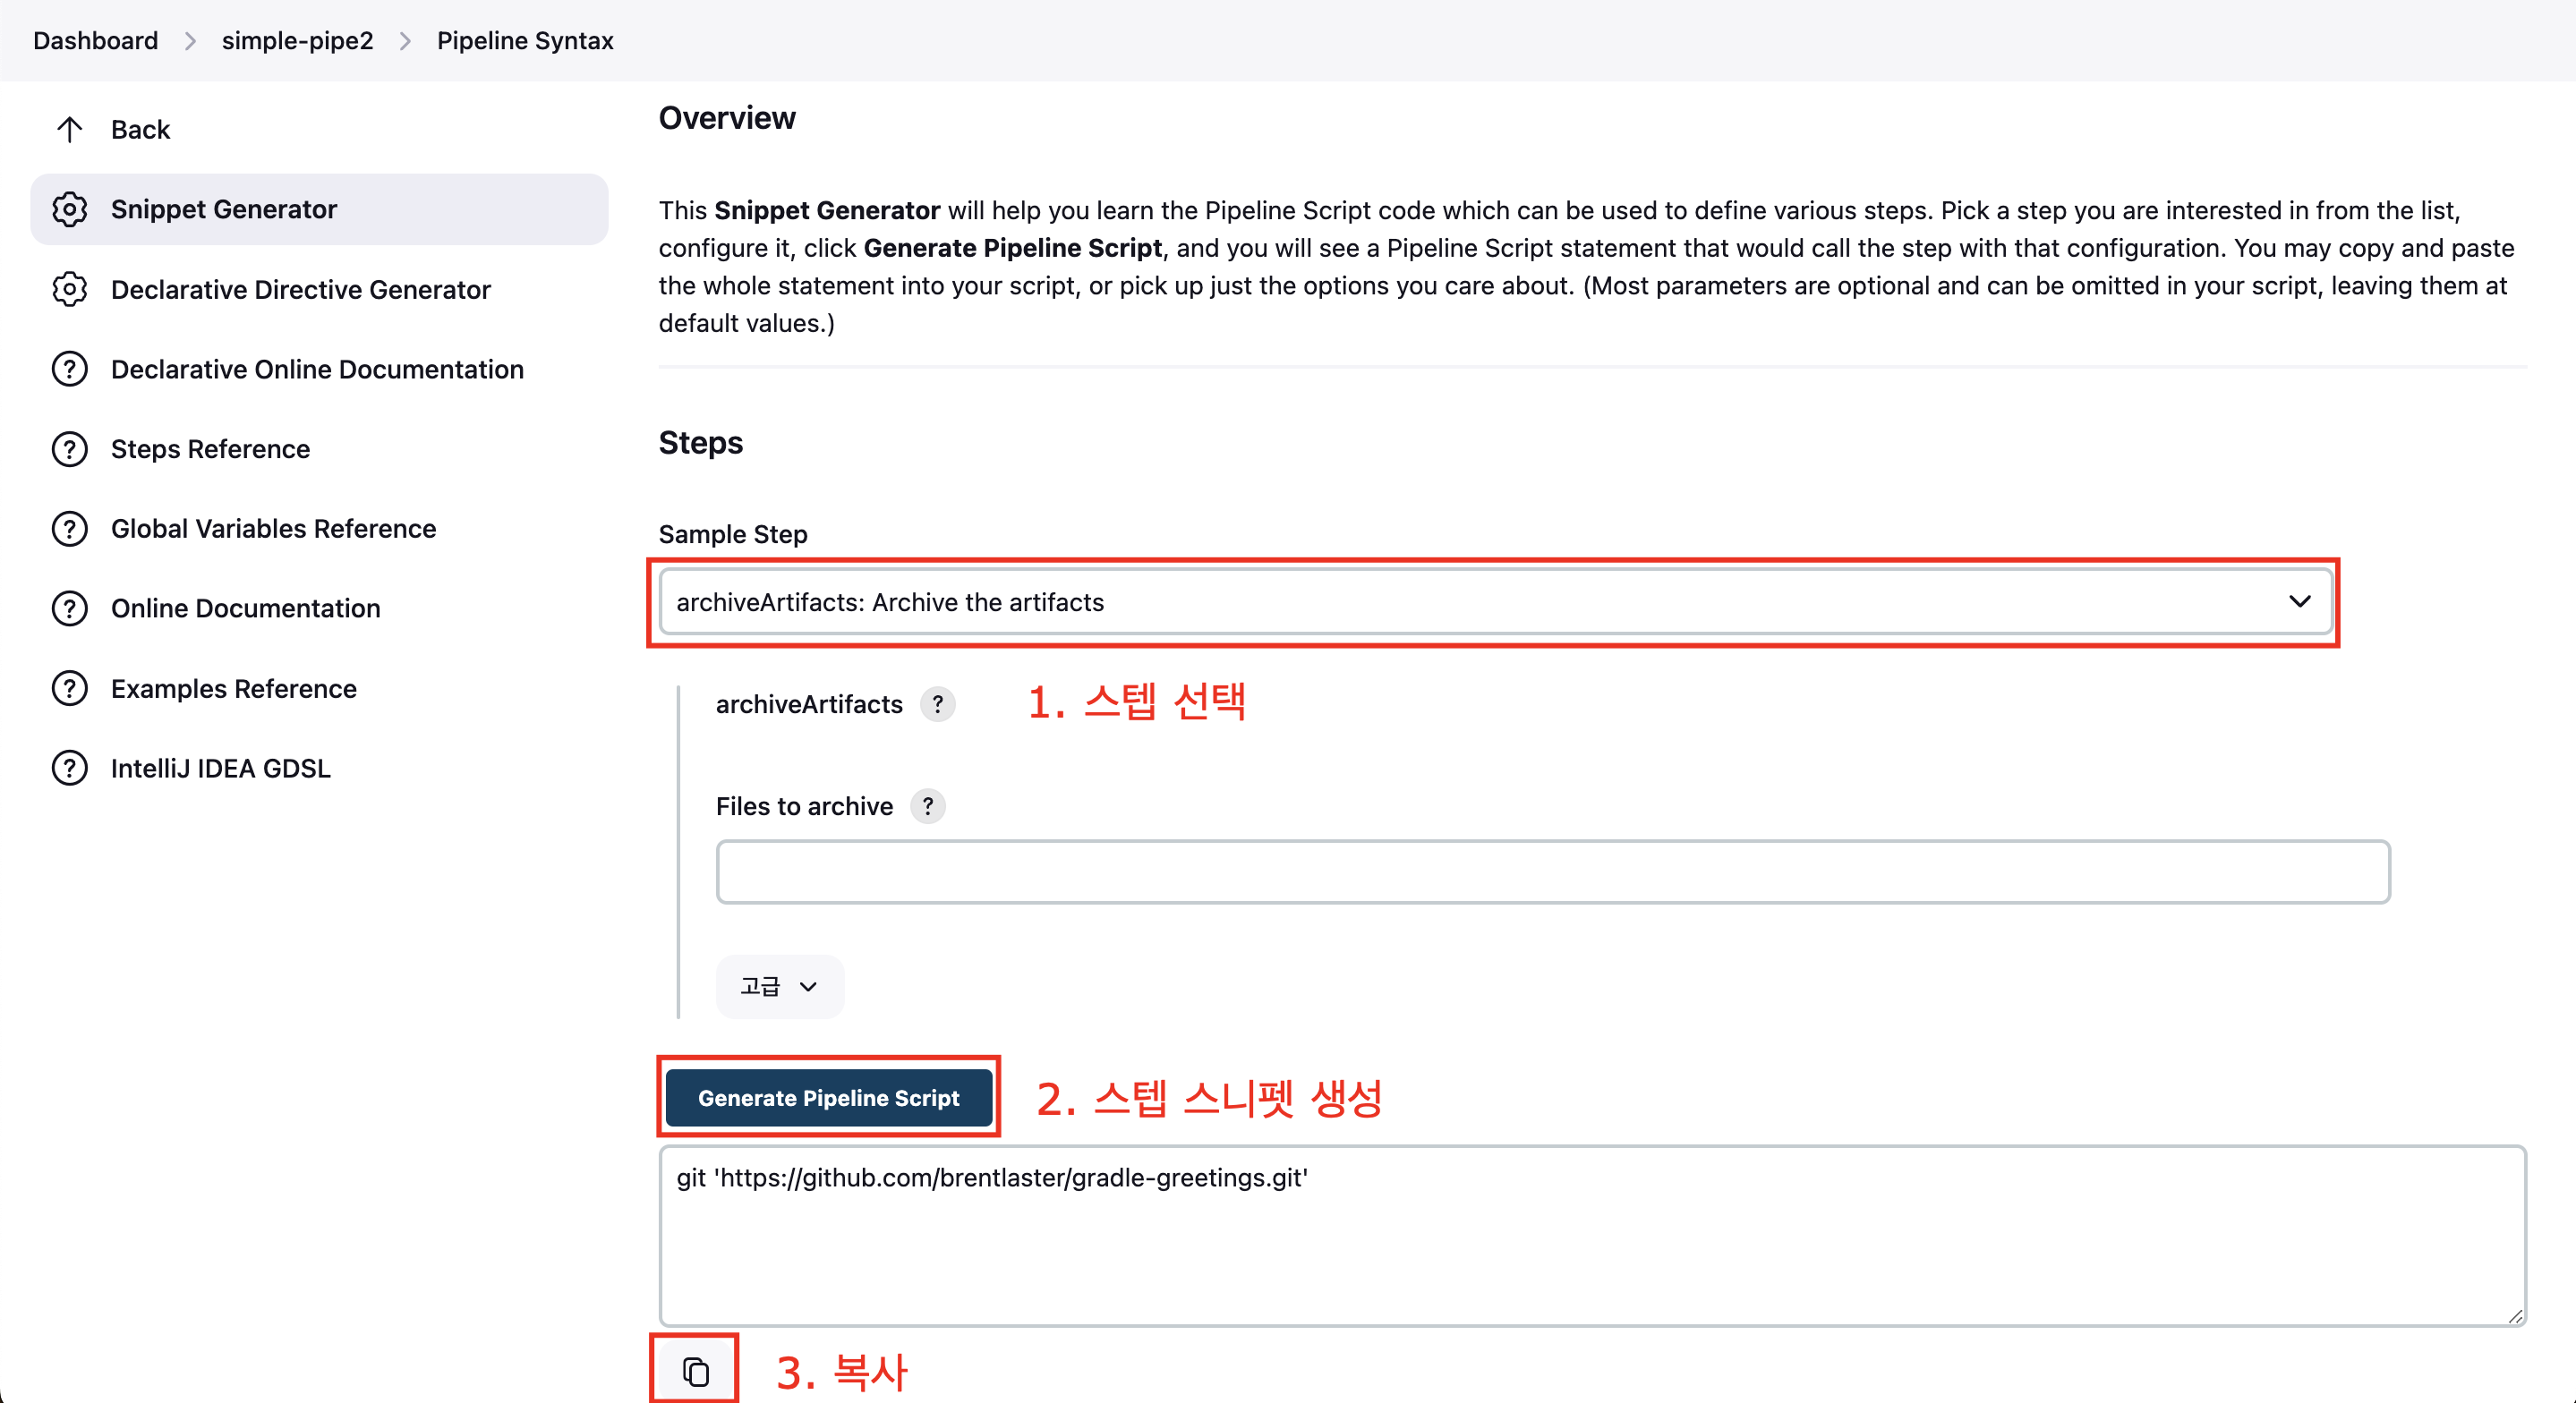 Dashboard > simple-pipe2 > Pipeline Syntax
Back
Snippet Generator
Declarative Directive Generator
Declarative Online Documentation
Steps Reference
Global Variables Reference
Online Documentation
Examples Reference
IntelliJ IDEA GDSL
Overview
This Snippet Generator will help you learn the Pipeline Script code which can be used to define various steps. Pick a step you are interested in from the list,
configure it, click Generate Pipeline Script, and you will see a Pipeline Script statement that would call the step with that configuration. You may copy and paste
the whole statement into your script, or pick up just the options you care about. (Most parameters are optional and can be omitted in your script, leaving them at
default values.)
Steps
Sample Step
archiveArtifacts: Archive the artifacts
archiveArtifacts ?
1. 스텝 선택
Files to archive ?
고급
Generate Pipeline Script
2. 스텝 스니펫 생성
git 'https://github.com/brentlaster/gradle-greetings.git'
3. 복사